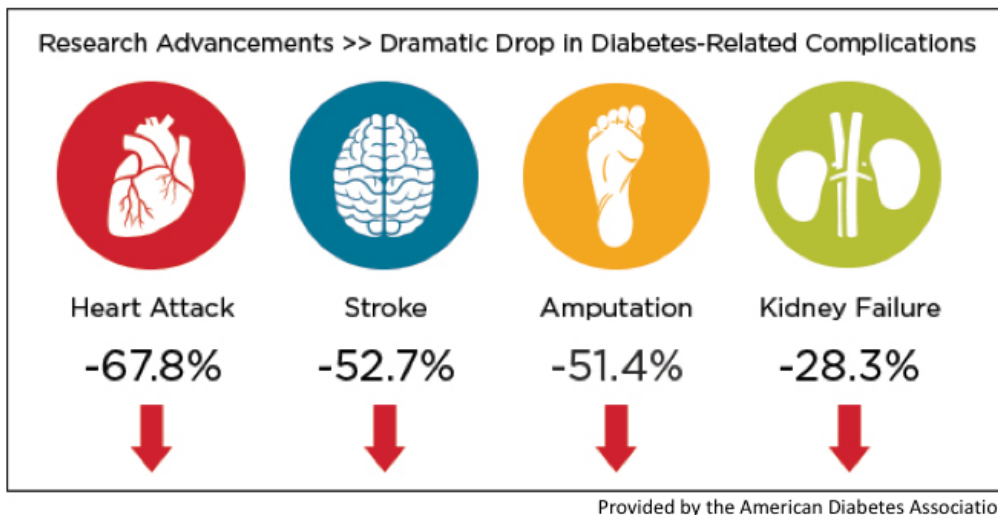 Research Advancements >> Dramatic Drop in Diabetes-Related Complications
Heart Attack Stroke Amputation Kidney Failure
-67.8% -52.7% -51.4% -28.3%
Provided by the American Diabetes Associatio